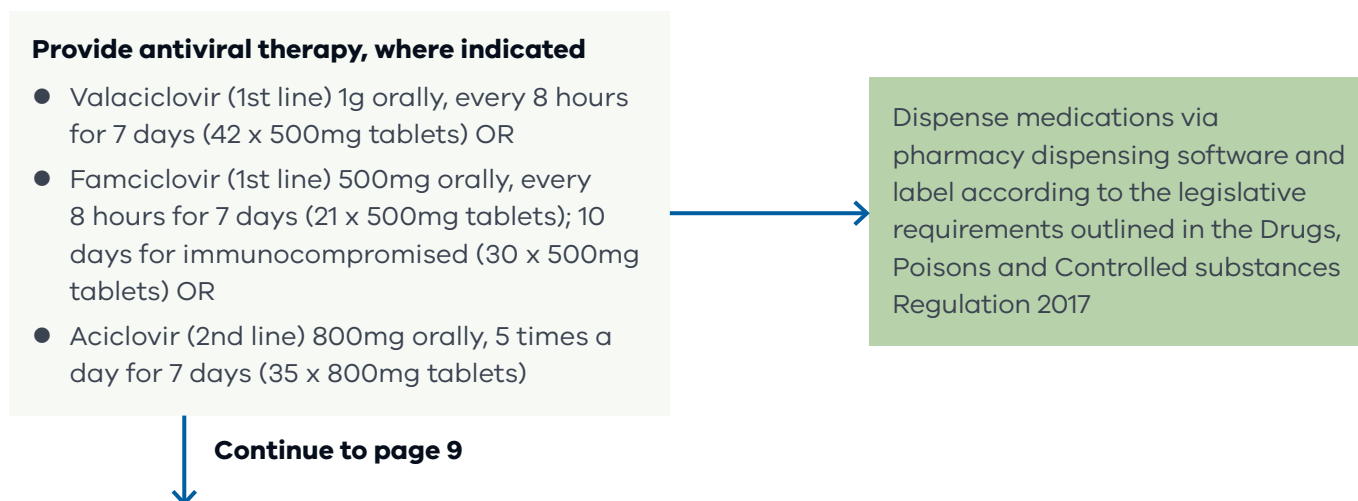 Provide antiviral therapy, where indicated
● Valaciclovir (1st line) 1g orally, every 8 hours
for 7 days (42 x 500mg tablets) OR
● Famciclovir (1st line) 500mg orally, every
8 hours for 7 days (21 x 500mg tablets); 10
days for immunocompromised (30 x 500mg
tablets) OR
● Aciclovir (2nd line) 800mg orally, 5 times a
day for 7 days (35 x 800mg tablets)
Dispense medications via
pharmacy dispensing software and
label according to the legislative
requirements outlined in the Drugs,
Poisons and Controlled substances
Regulation 2017
Continue to page 9